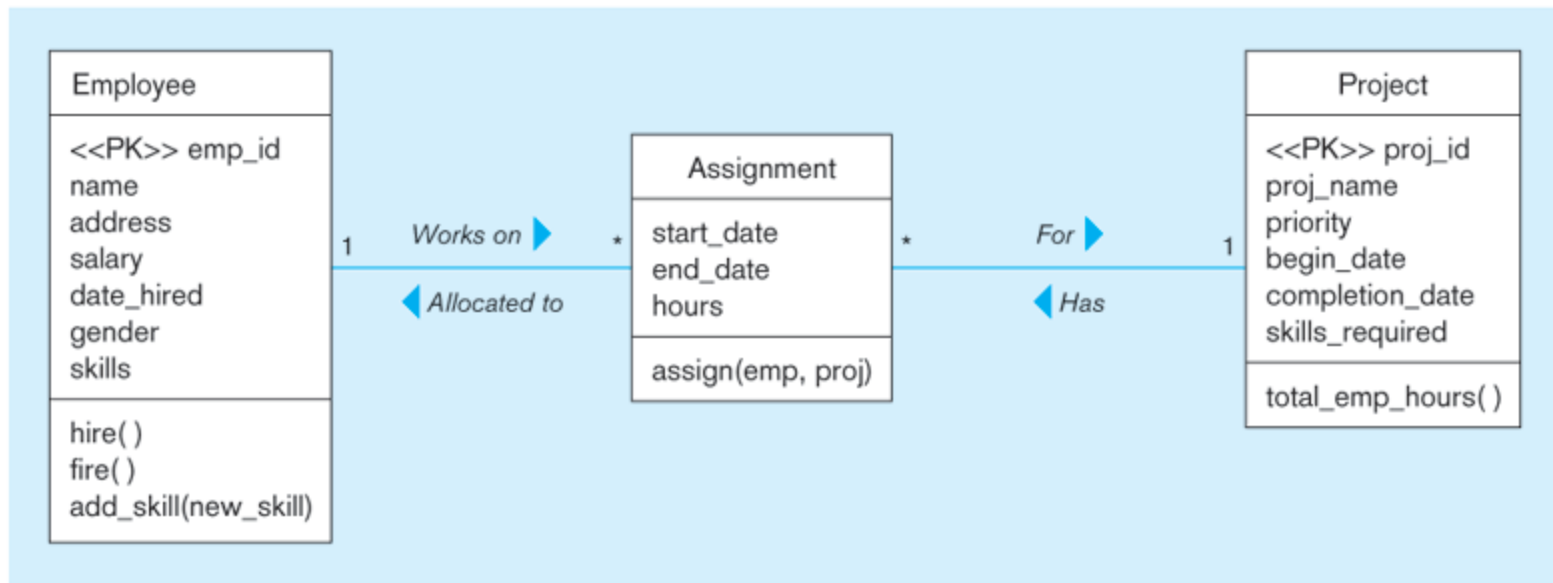 Employee
<<PK>> emp_id
name
address
salary
date_hired
gender
skills
hire( )
fire( )
add_skill(new_skill)
1
Works on
*
Allocated to
Assignment
start_date
end_date
hours
assign(emp, proj)
*
For
1
Has
Project
<<PK>> proj_id
proj_name
priority
begin_date
completion_date
skills_required
total_emp_hours( )